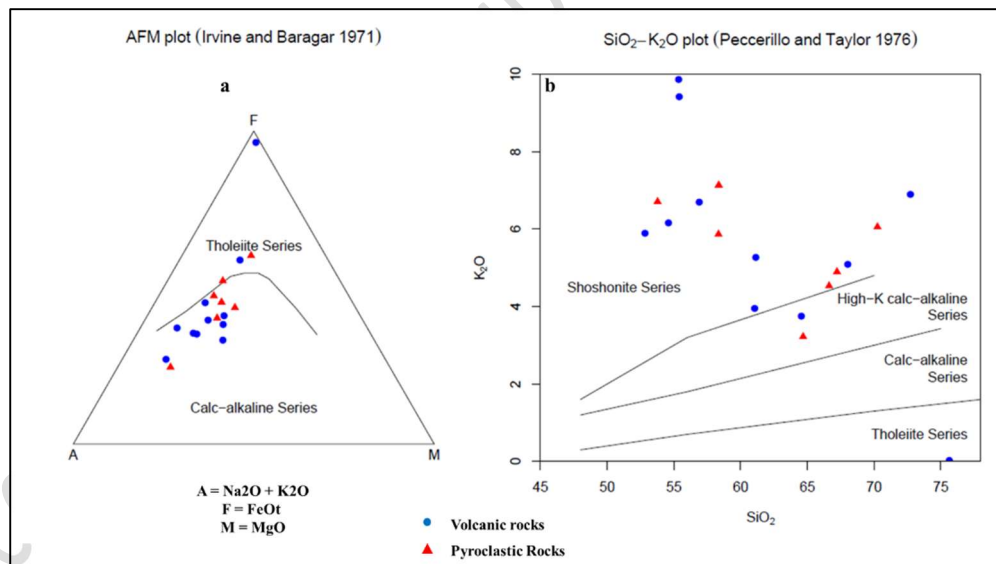 AFM plot (Irvine and Baragar 1971)
a
F
Tholeiite Series
Calc−alkaline Series
A
M
A = Na2O + K2O
F = FeOt
M = MgO
SiO₂−K₂O plot (Peccerillo and Taylor 1976)
b
10
8
6
4
2
0
K₂O
Shoshonite Series
High−K calc−alkaline
Series
Calc−alkaline
Series
Tholeiite Series
45 50 55 60 65 70 75
SiO₂
Volcanic rocks
Pyroclastic Rocks